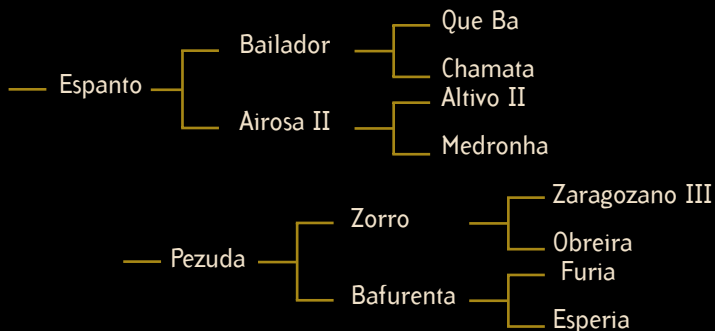 Que Ba
Bailador
Chamata
Espanto
Altivo II
Airosa II
Medronha
Zaragozano III
Zorro
Obreira
Pezuda
Furia
Bafurenta
Esperia